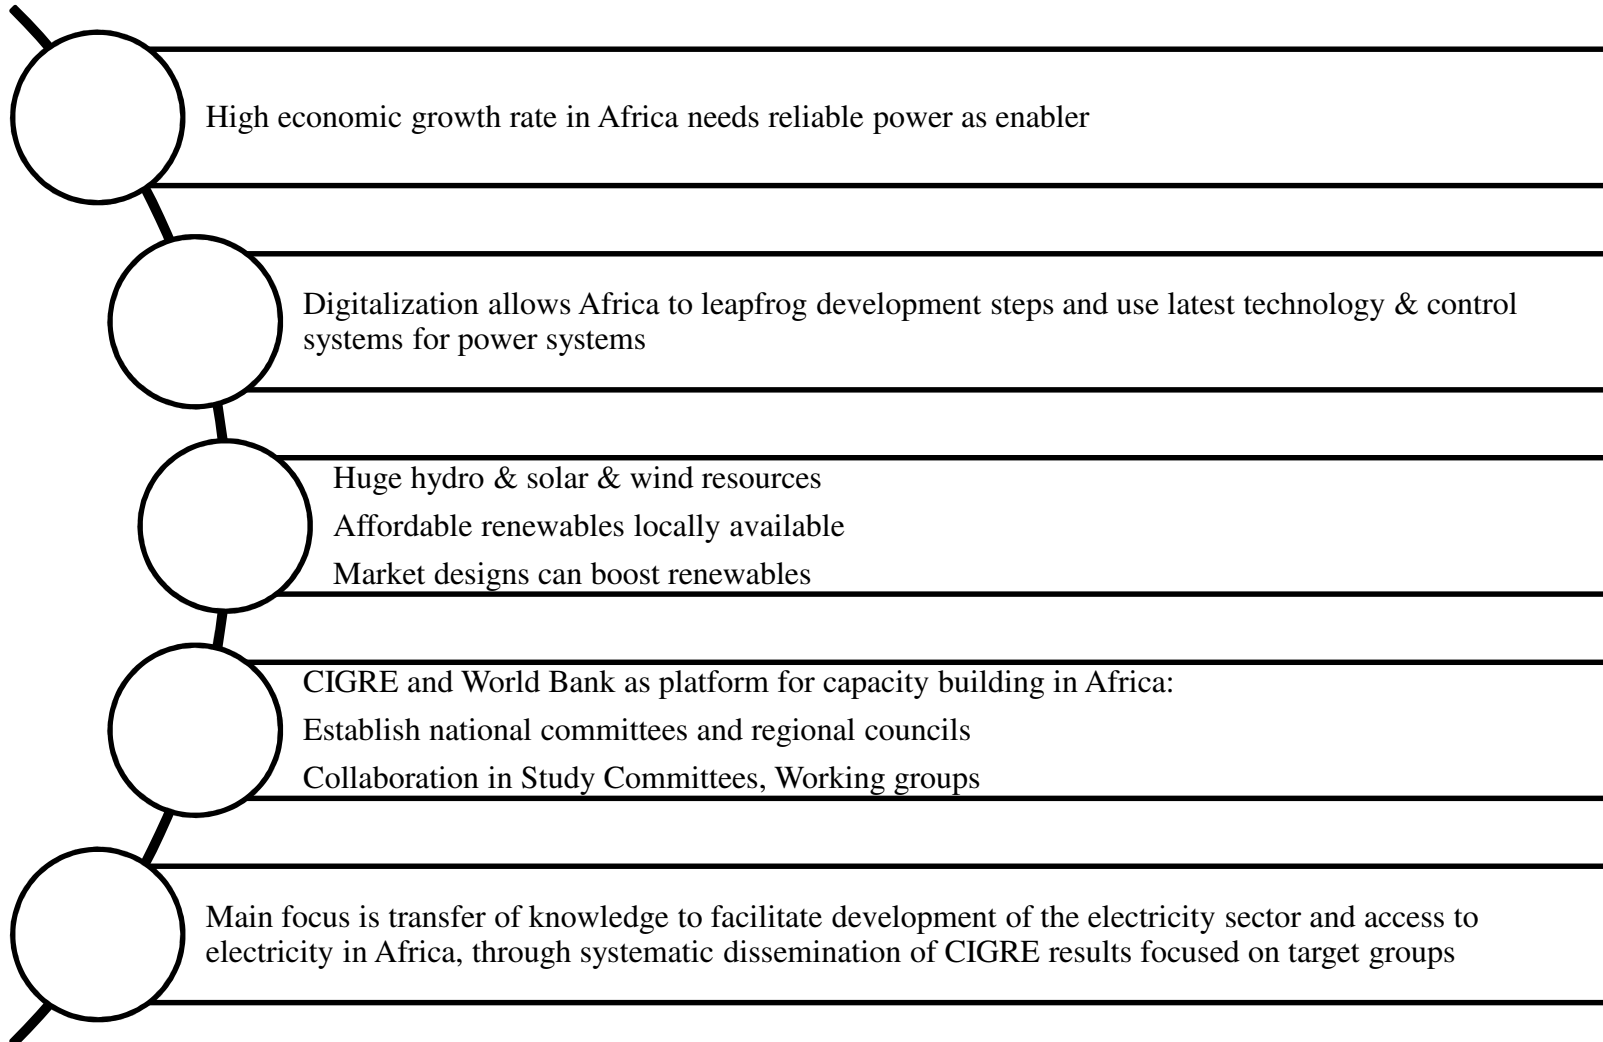 High economic growth rate in Africa needs reliable power as enabler
Digitalization allows Africa to leapfrog development steps and use latest technology & control
systems for power systems
Huge hydro & solar & wind resources
Affordable renewables locally available
Market designs can boost renewables
CIGRE and World Bank as platform for capacity building in Africa:
Establish national committees and regional councils
Collaboration in Study Committees, Working groups
Main focus is transfer of knowledge to facilitate development of the electricity sector and access to
electricity in Africa, through systematic dissemination of CIGRE results focused on target groups